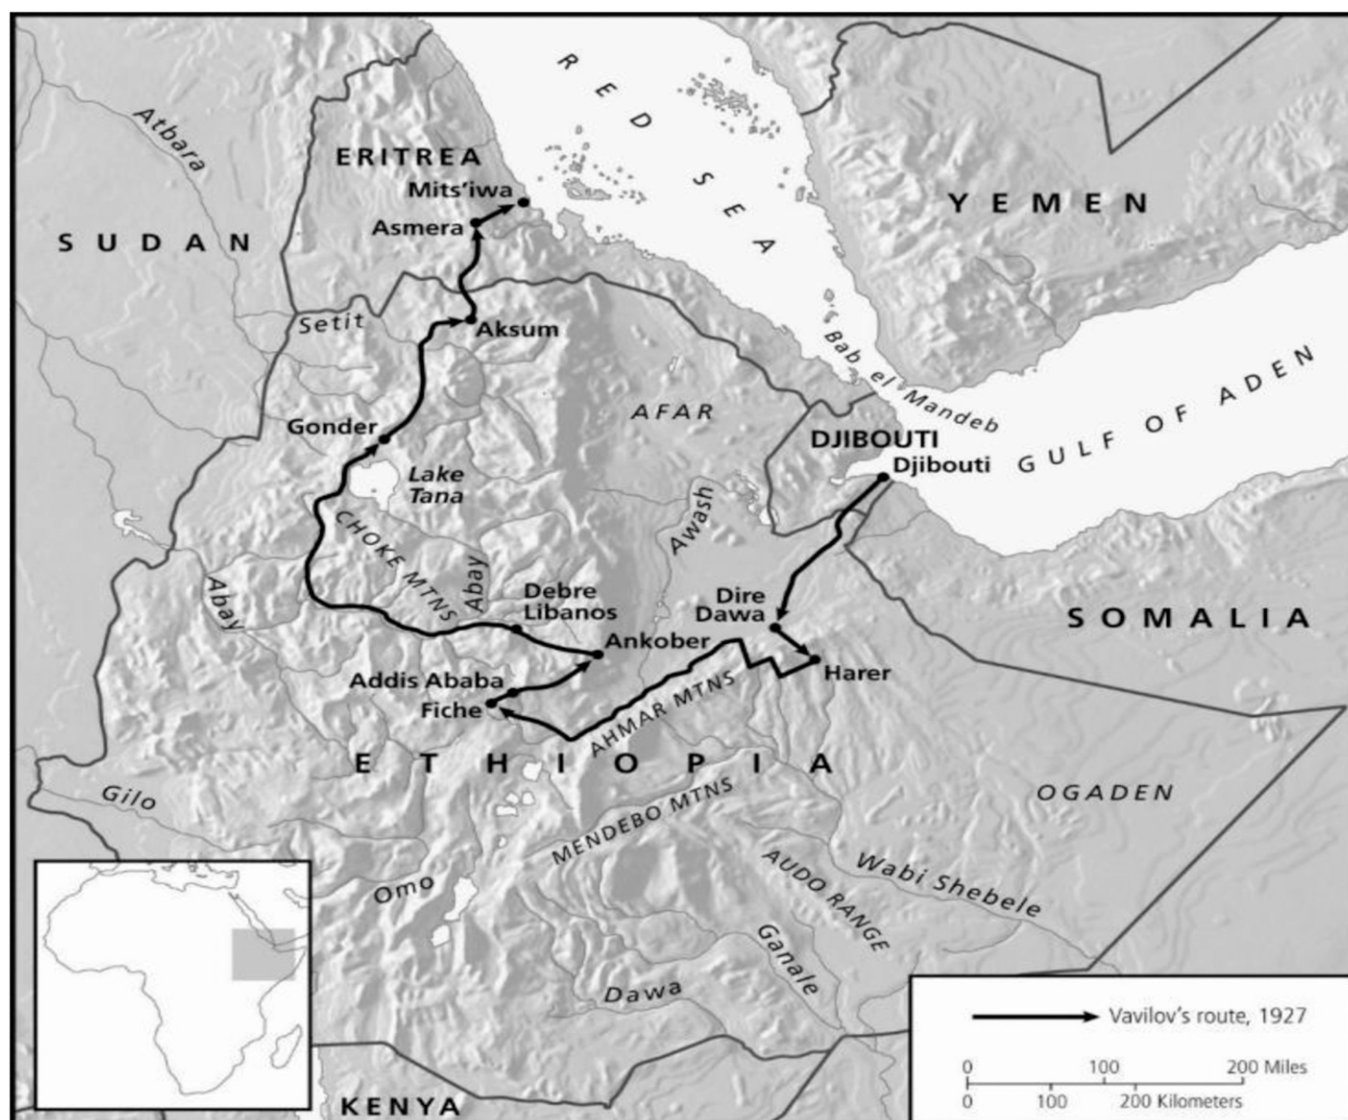 RED SEA
Atbara
ERITREA
Mits'iwa
Asmera
SUDAN
YEMEN
Setit
Aksum
Bab el Mandeb
GULF OF ADEN
AFAR
Gonder
DJIBOUTI
Djibouti
Lake
Tana
CHOKE MTNS
Awash
Abay
Abay
Debre
Libanos
Dire
Dawa
SOMALIA
Ankober
Harer
Addis Ababa
Fiche
AHMAR MTNS
ETHIOPIA
Gilo
OGADEN
MENDEBO MTNS
Omo
AUDO RANGE
Wabi Shebele
Ganale
Dawa
KENYA
Vavilov's route, 1927
0 100 200 Miles
0 100 200 Kilometers